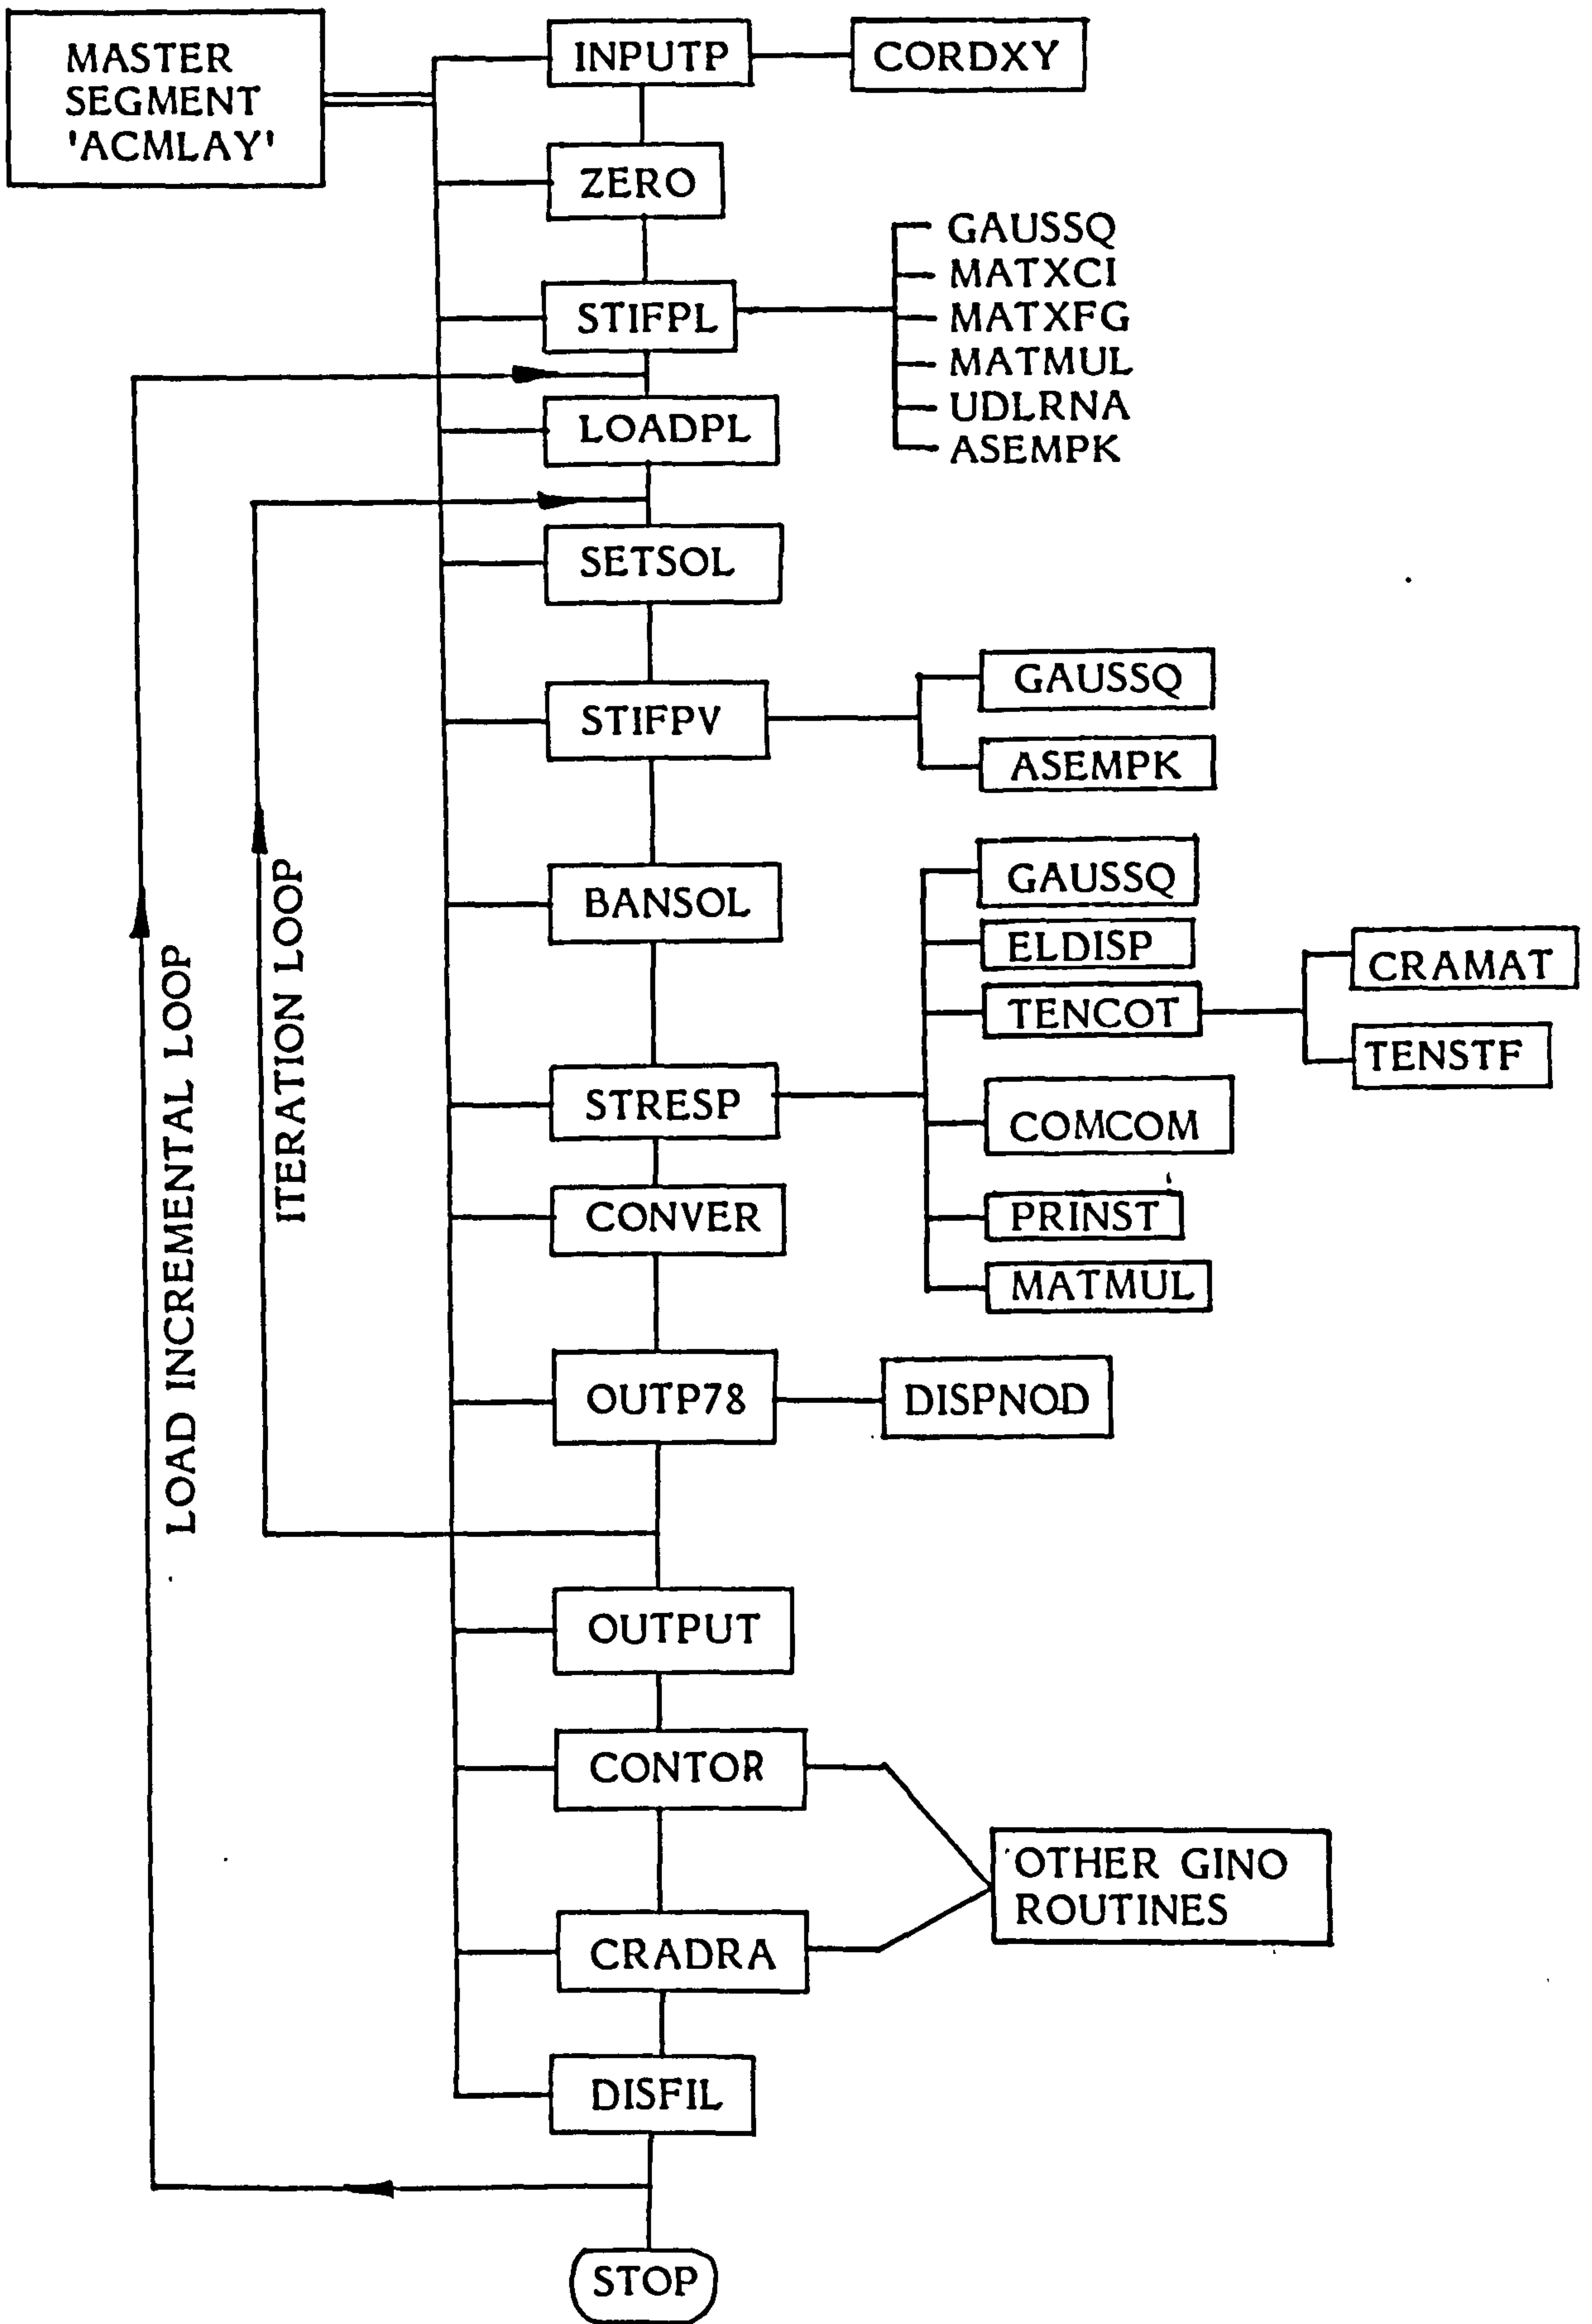 MASTER
SEGMENT
'ACMLAY'
INPUTP
CORDXY
ZERO
STIFPL
GAUSSQ
MATXCI
MATXFG
MATMUL
UDLRNA
ASEMPK
LOADPL
SETSOL
STIFPV
GAUSSQ
ASEMPK
BANSOL
STRESP
GAUSSQ
ELDISP
TENCOT
CRAMAT
TENSTF
COMCOM
PRINST
MATMUL
CONVER
OUTP78
DISPNOD
LOAD INCREMENTAL LOOP
ITERATION LOOP
OUTPUT
CONTOR
CRADRA
OTHER GINO
ROUTINES
DISFIL
STOP